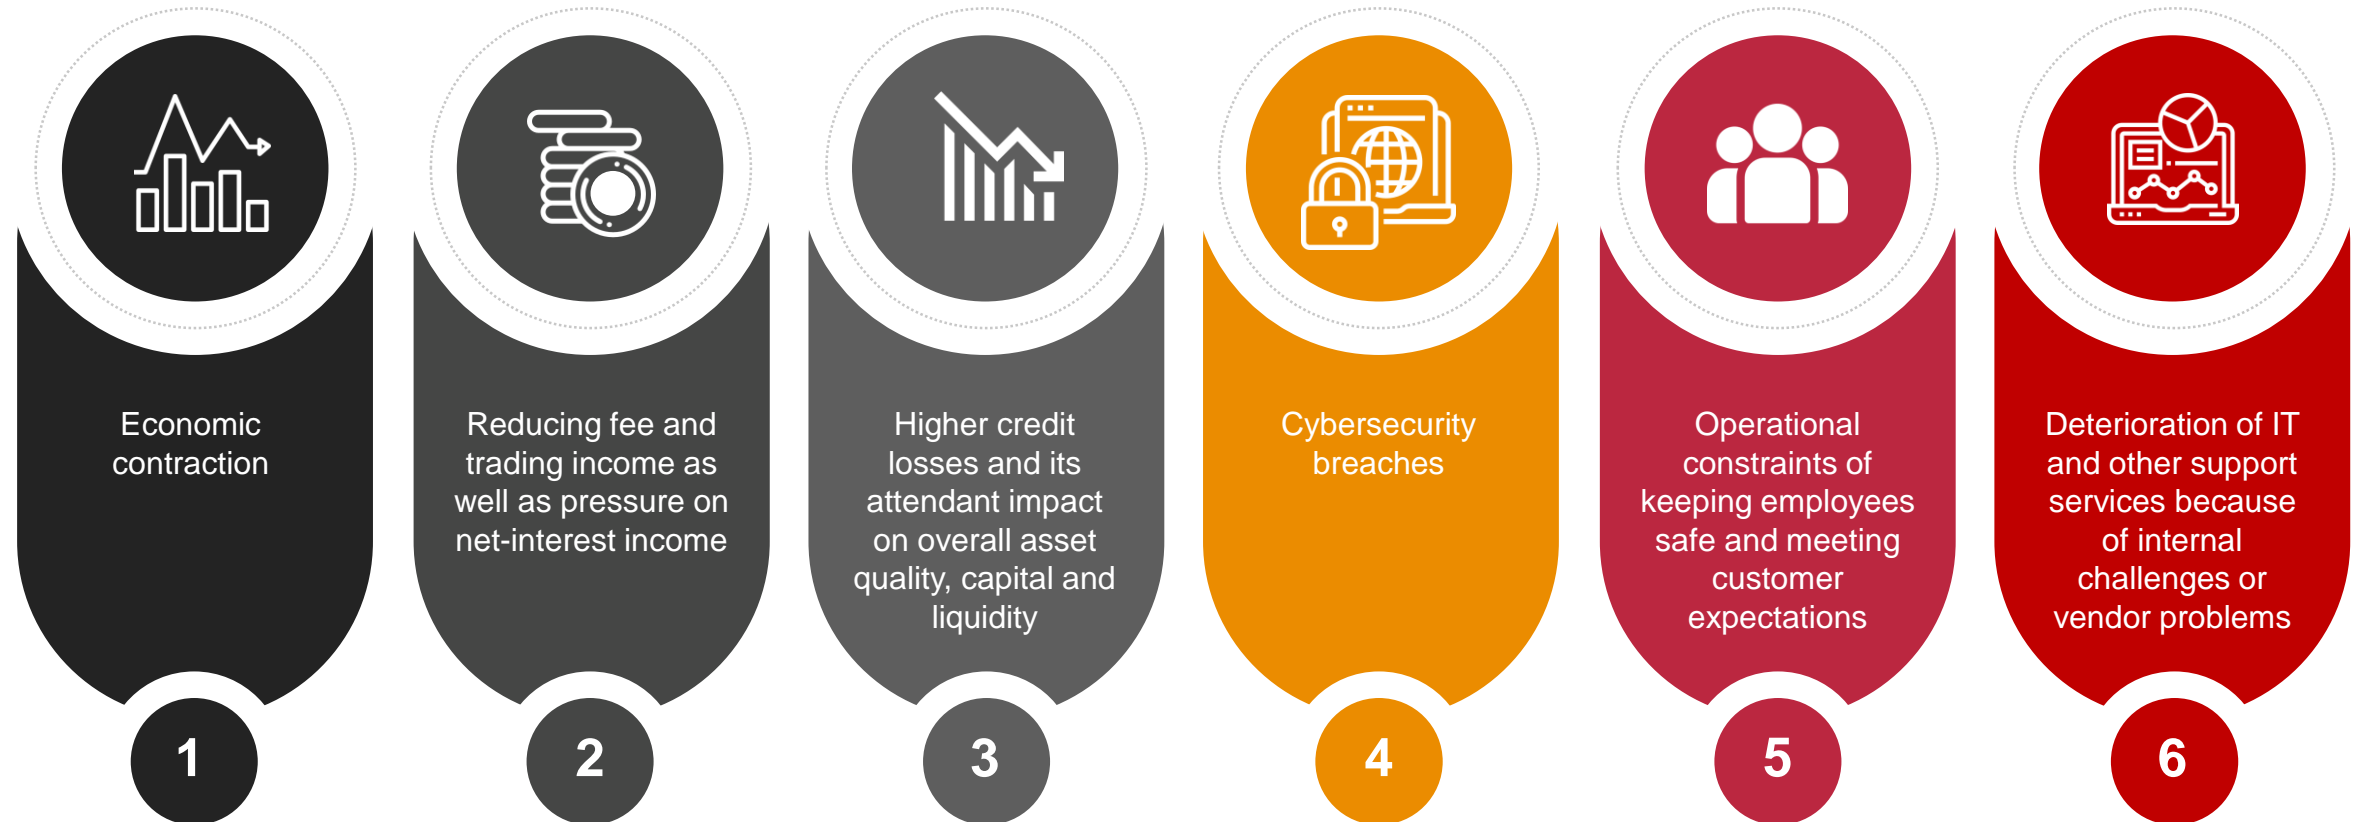 Economic
contraction
Reducing fee and
trading income as
well as pressure on
net-interest income
Higher credit
losses and its
attendant impact
on overall asset
quality, capital and
liquidity
Cybersecurity
breaches
Operational
constraints of
keeping employees
safe and meeting
customer
expectations
Deterioration of IT
and other support
services because
of internal
challenges or
vendor problems
1
2
3
4
5
6